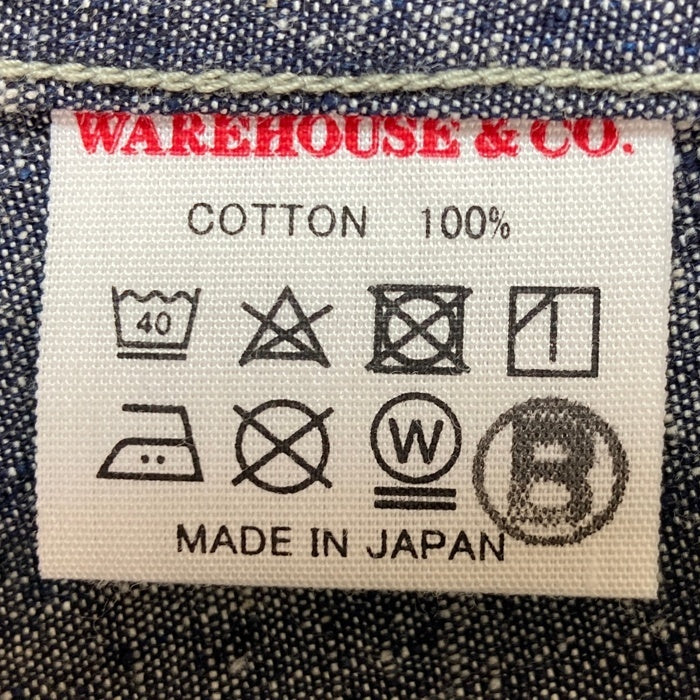 WAREHOUSE & CO.
COTTON 100%
40
W
B
MADE IN JAPAN